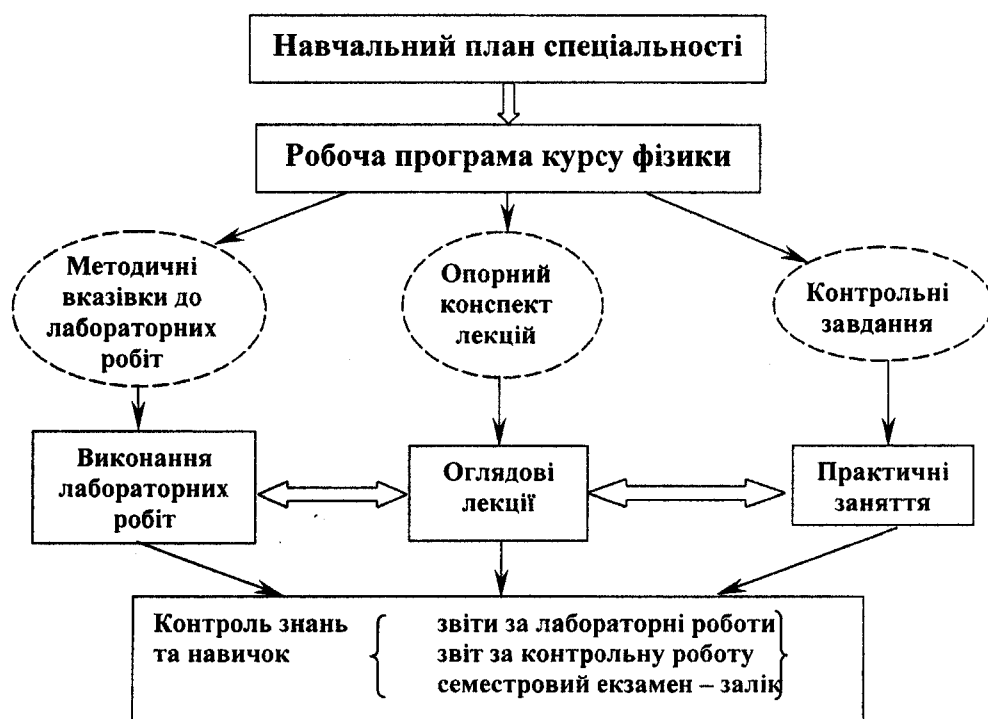 Навчальний план спеціальності
Робоча програма курсу фізики
Методичні
вказівки до
лабораторних
робіт
Опорний
конспект
лекцій
Контрольні
завдання
Виконання
лабораторних
робіт
Оглядові
лекції
Практичні
заняття
Контроль знань
та навичок
звіти за лабораторні роботи
звіт за контрольну роботу
семестровий екзамен – залік